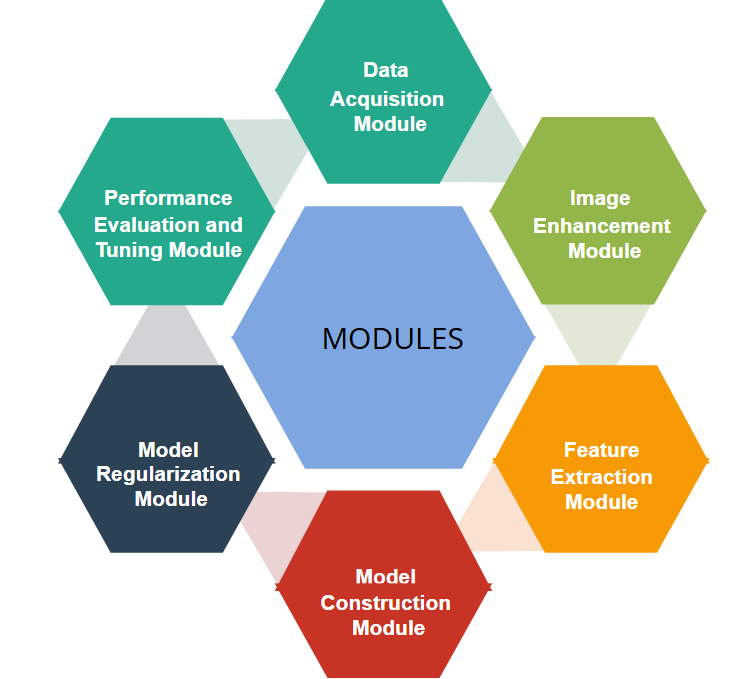 Data
Acquisition
Module
Image
Enhancement
Module
Feature
Extraction
Module
Model
Construction
Module
Model
Regularization
Module
Performance
Evaluation and
Tuning Module
MODULES